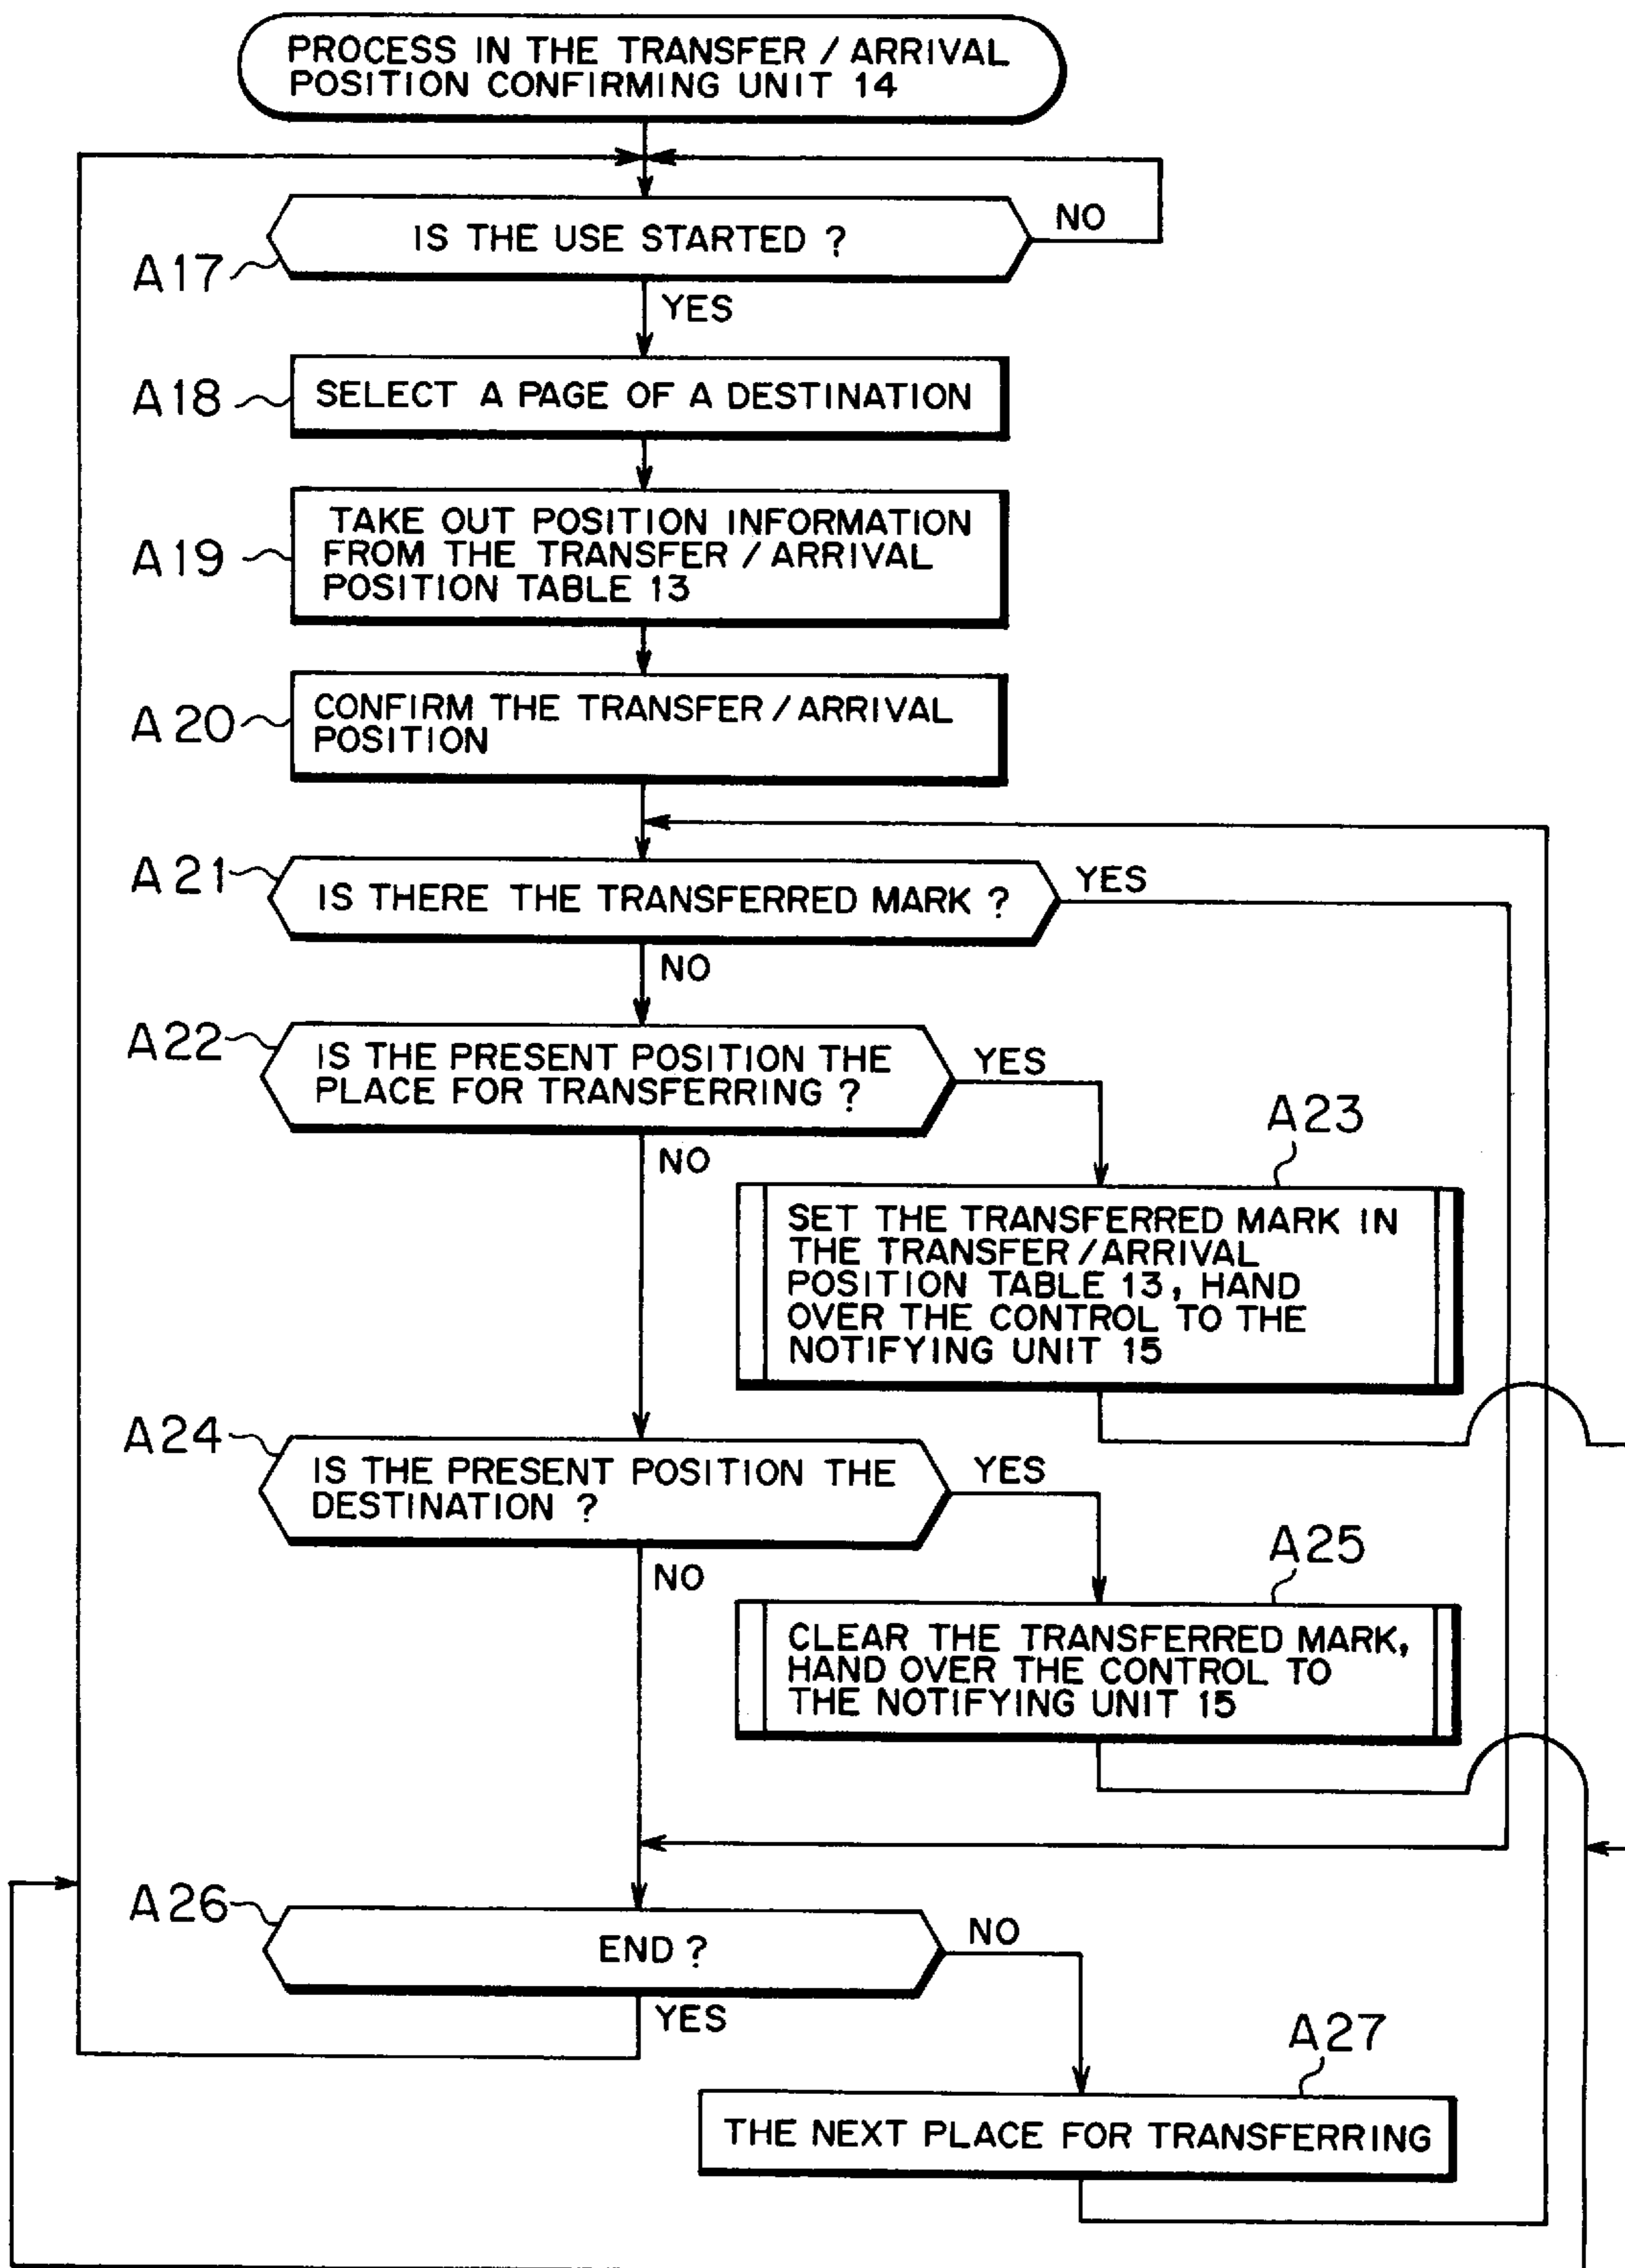 PROCESS IN THE TRANSFER / ARRIVAL
POSITION CONFIRMING UNIT 14
IS THE USE STARTED ?
NO
A17
YES
A18
SELECT A PAGE OF A DESTINATION
A19
TAKE OUT POSITION INFORMATION
FROM THE TRANSFER / ARRIVAL
POSITION TABLE 13
A20
CONFIRM THE TRANSFER / ARRIVAL
POSITION
A21
IS THERE THE TRANSFERRED MARK ?
YES
NO
A22
IS THE PRESENT POSITION THE
PLACE FOR TRANSFERRING ?
YES
NO
A23
SET THE TRANSFERRED MARK IN
THE TRANSFER / ARRIVAL
POSITION TABLE 13, HAND
OVER THE CONTROL TO THE
NOTIFYING UNIT 15
A24
IS THE PRESENT POSITION THE
DESTINATION ?
YES
NO
A25
CLEAR THE TRANSFERRED MARK,
HAND OVER THE CONTROL TO
THE NOTIFYING UNIT 15
A26
END ?
NO
YES
A27
THE NEXT PLACE FOR TRANSFERRING